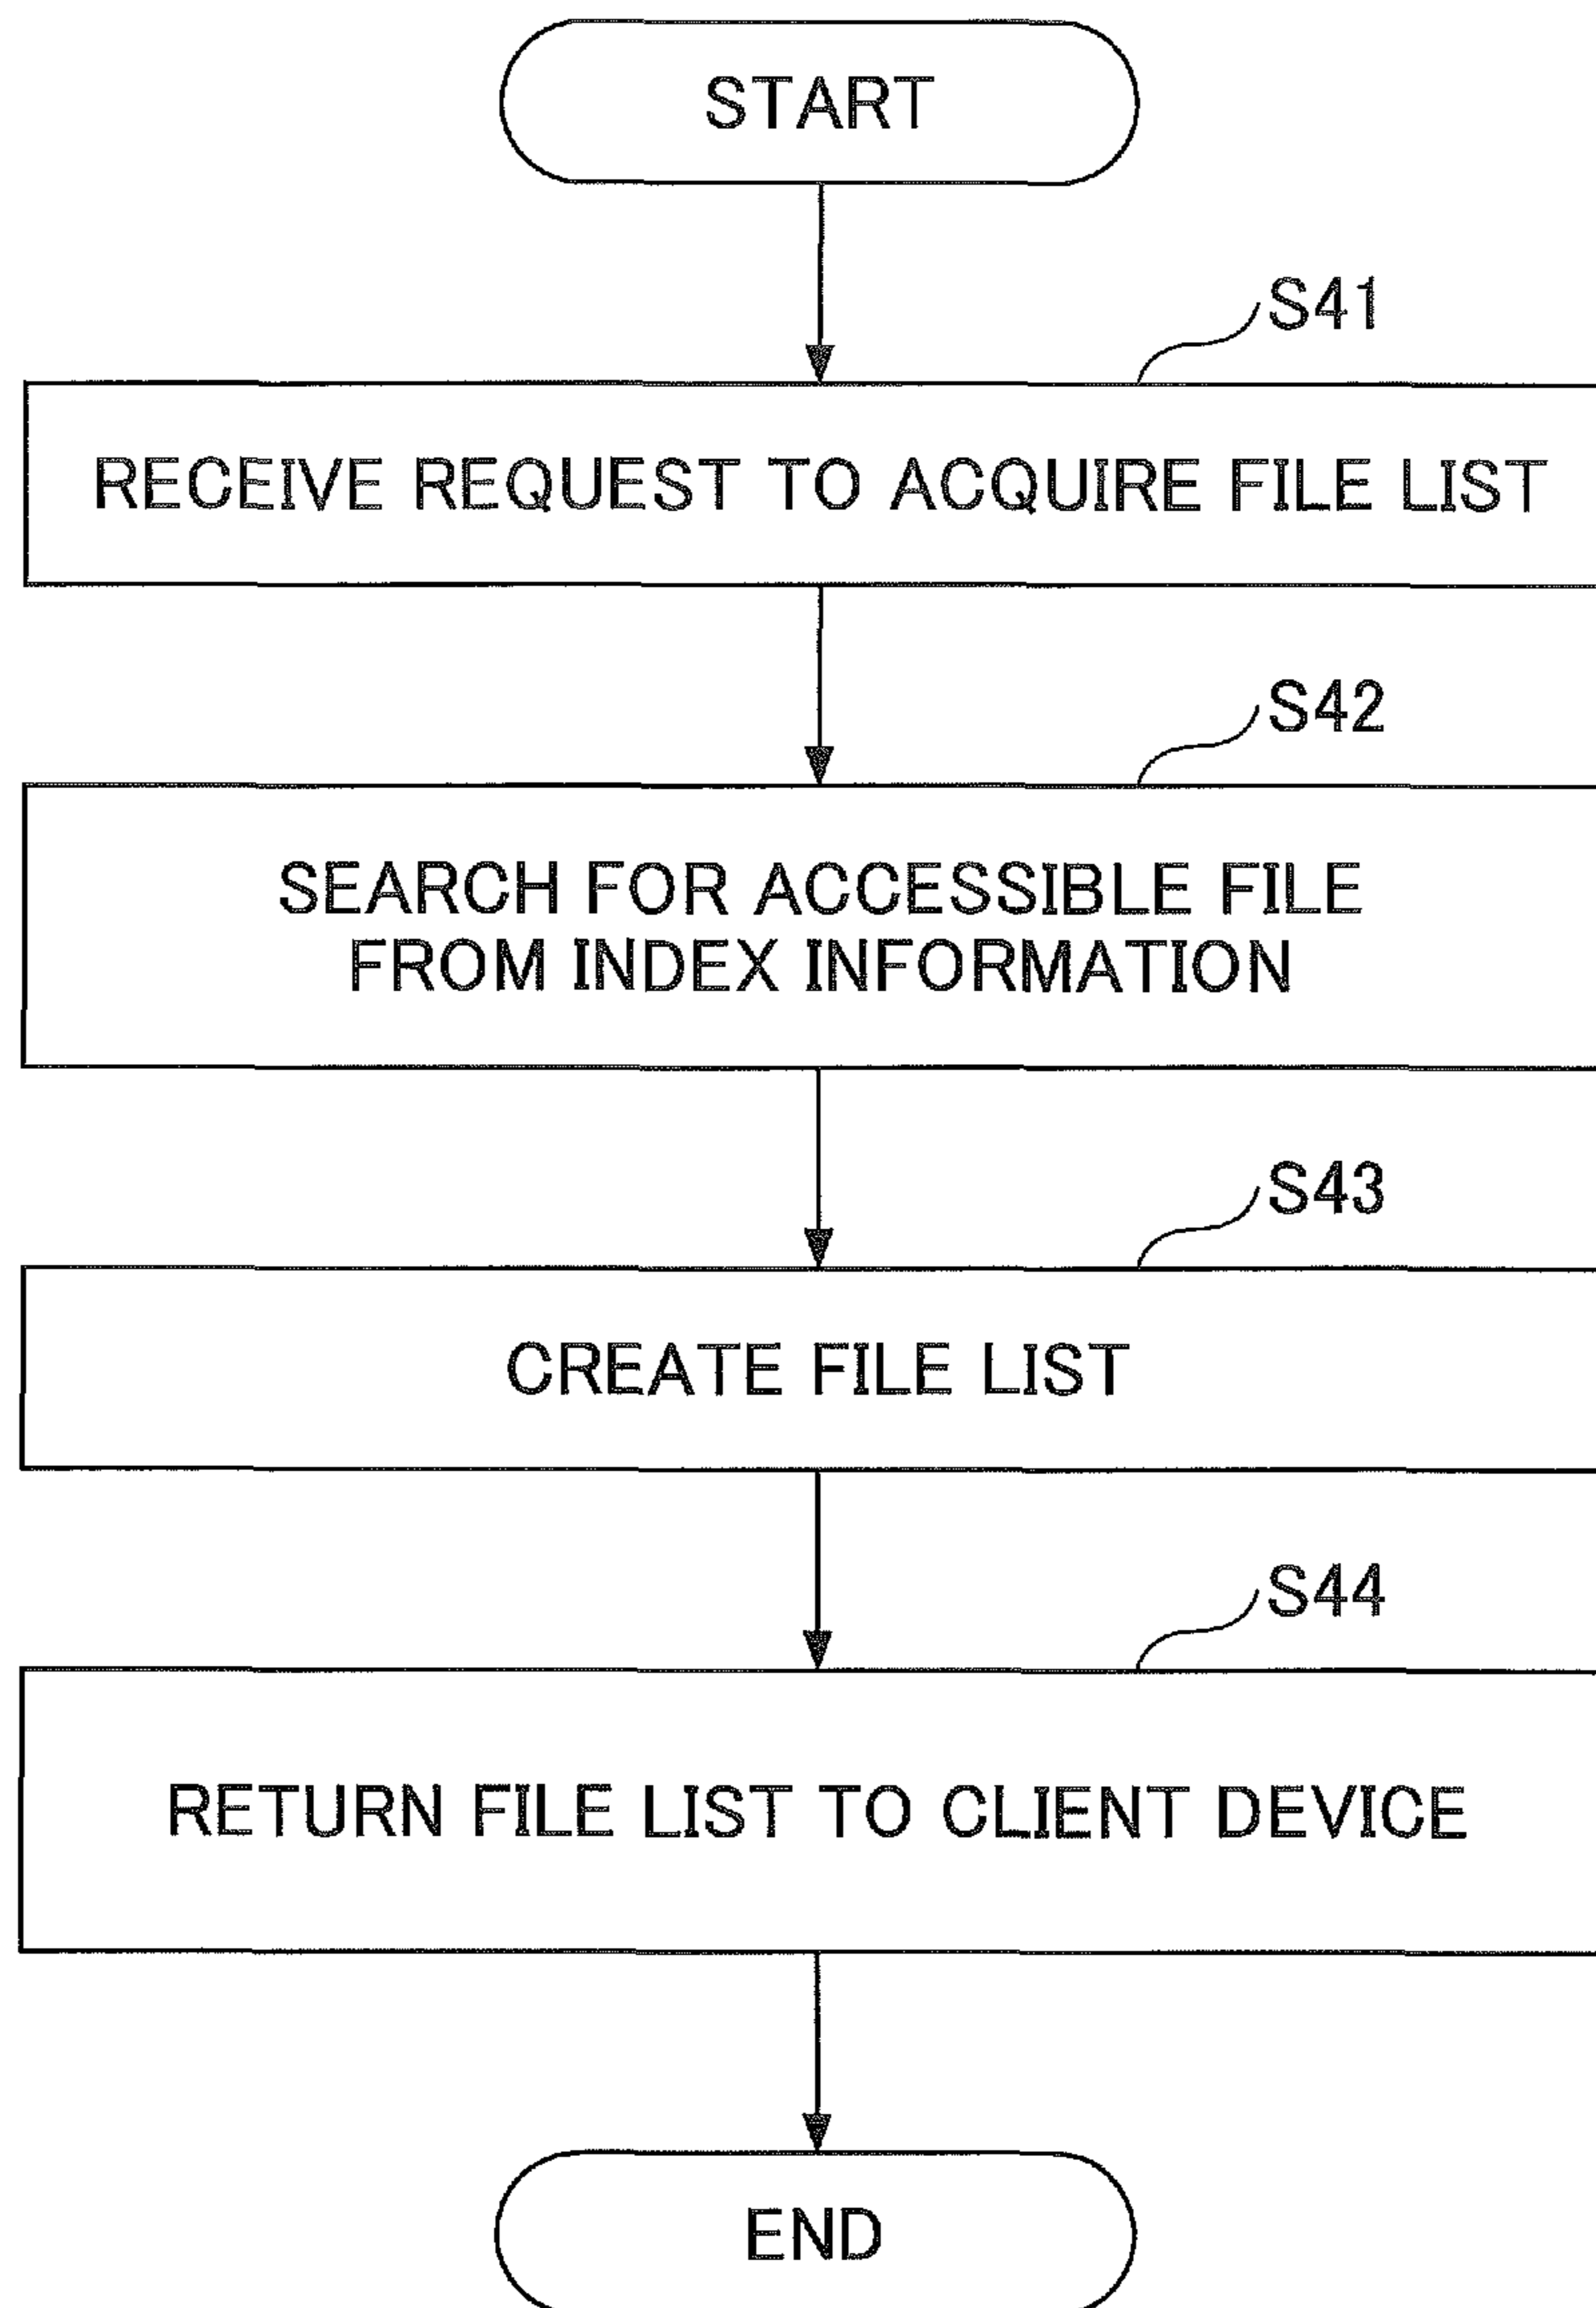 START
S41
RECEIVE REQUEST TO ACQUIRE FILE LIST
S42
SEARCH FOR ACCESSIBLE FILE
FROM INDEX INFORMATION
S43
CREATE FILE LIST
S44
RETURN FILE LIST TO CLIENT DEVICE
END